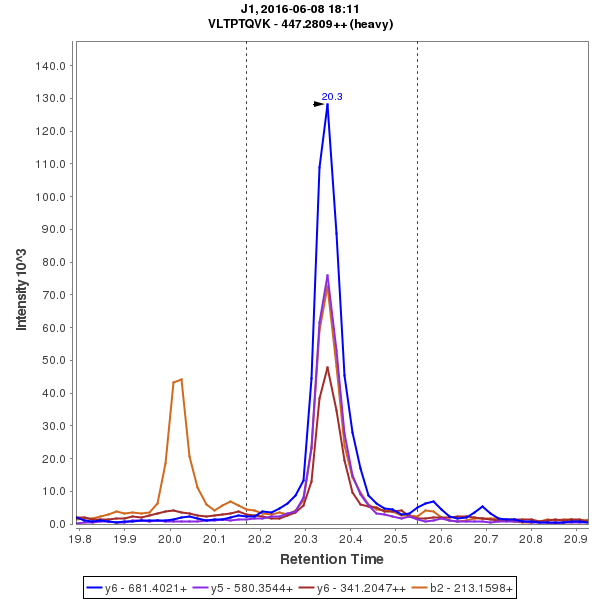 J1, 2016-06-08 18:11
VLTPTQVK - 447.2809++ (heavy)
Intensity 10^3
140.0
130.0
120.0
110.0
100.0
90.0
80.0
70.0
60.0
50.0
40.0
30.0
20.0
10.0
0.0
20.3
19.8 19.9 20.0 20.1 20.2 20.3 20.4 20.5 20.6 20.7 20.8 20.9
Retention Time
y6 - 681.4021+ y5 - 580.3544+ y6 - 341.2047++ b2 - 213.1598+